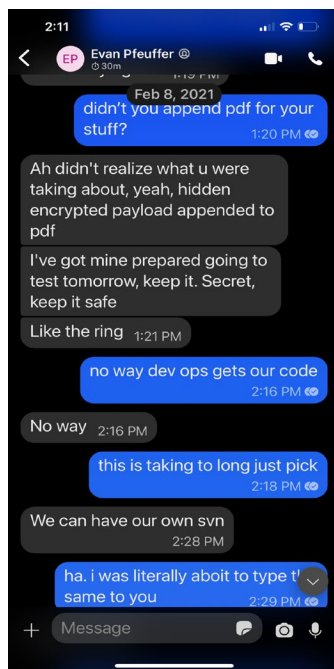 2:11
EP
Evan Pfeuffer
30m
1:19 PM
Feb 8, 2021
didn't you append pdf for your
stuff?
1:20 PM
Ah didn't realize what u were
taking about, yeah, hidden
encrypted payload appended to
pdf
I've got mine prepared going to
test tomorrow, keep it. Secret,
keep it safe
Like the ring 1:21 PM
no way dev ops gets our code
2:16 PM
No way 2:16 PM
this is taking to long just pick
2:18 PM
We can have our own svn
2:28 PM
ha. i was literally aboit to type
same to you
2:29 PM
Message